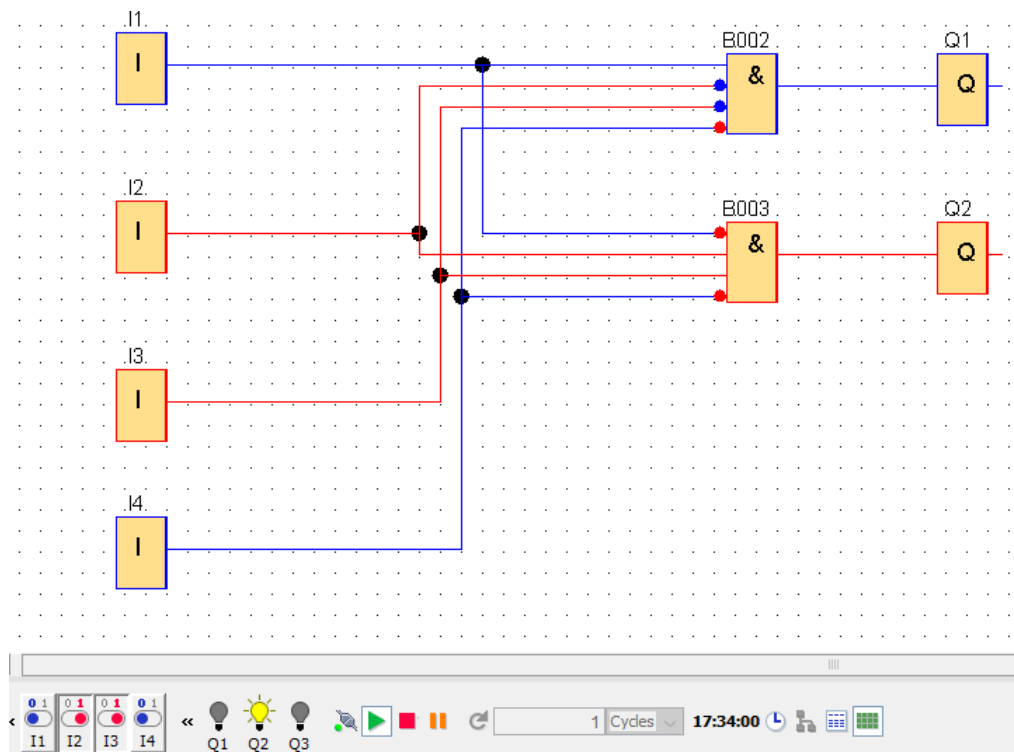 I1
I
B002
&
Q1
Q
I2
I
B003
&
Q2
Q
I3
I
I4
I
0 1 0 1 0 1 0 1
I1 I2 I3 I4
« Q1 Q2 Q3
1 Cycles 17:34:00